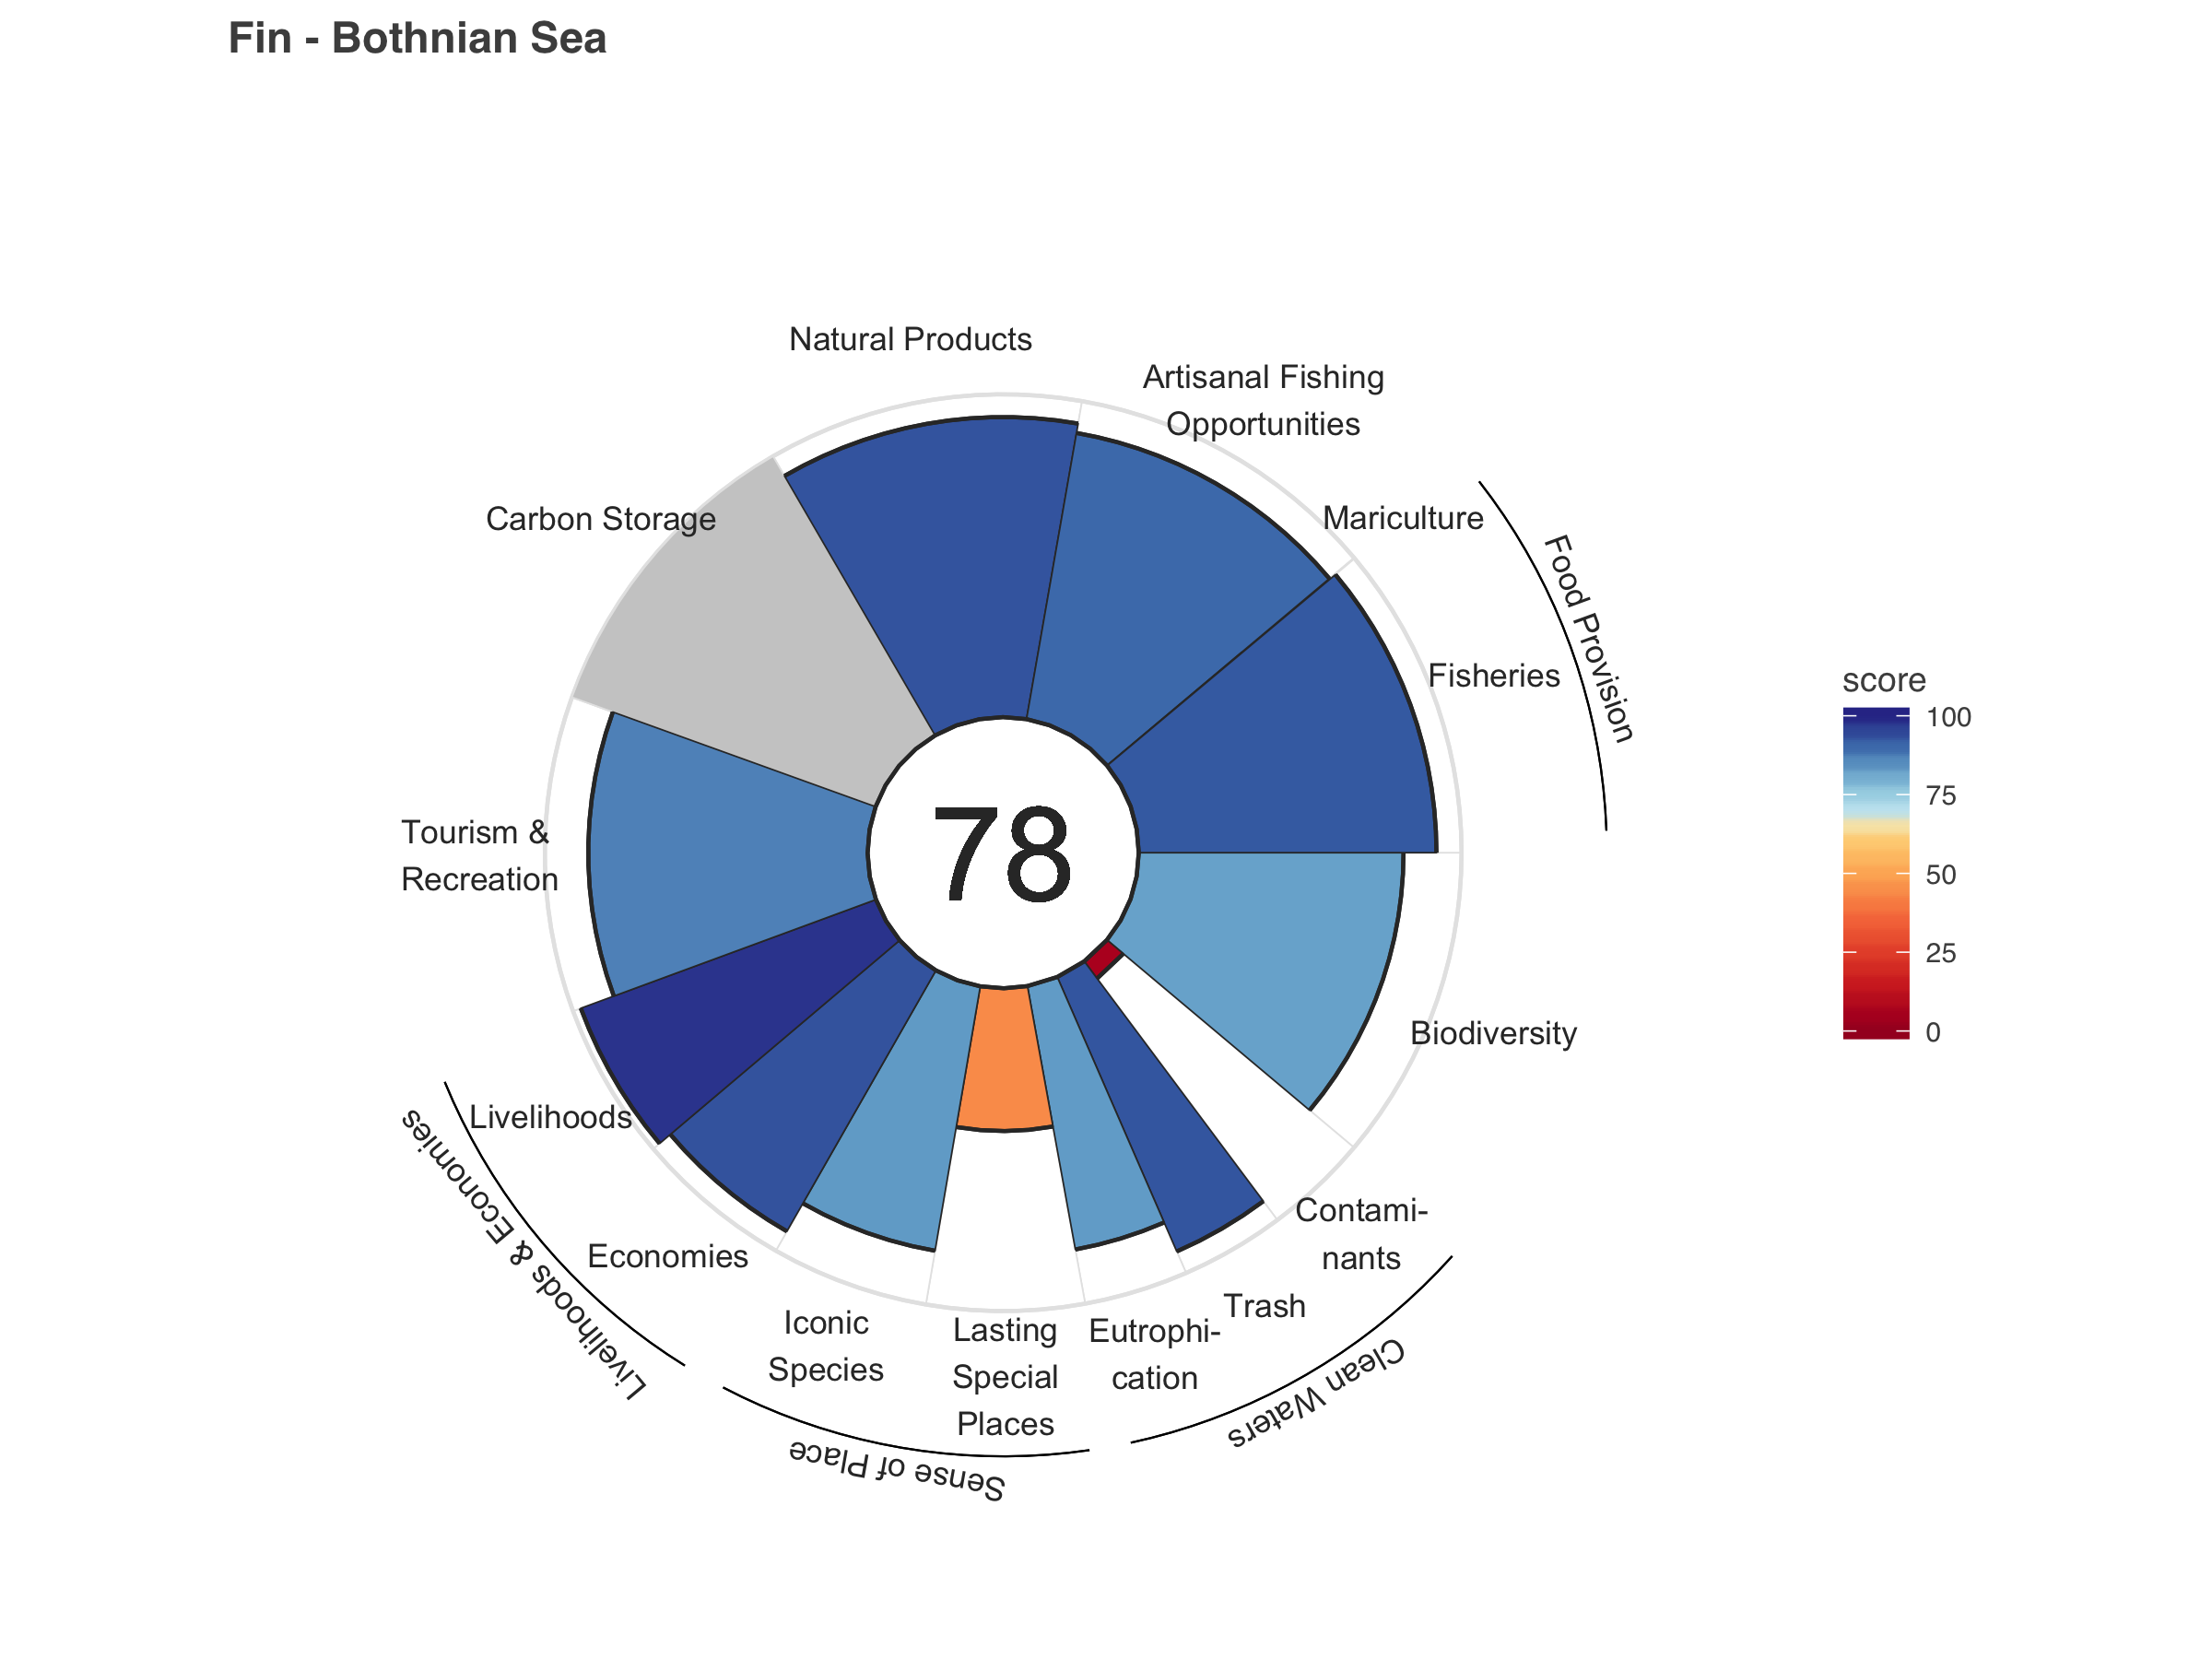 Fin - Bothnian Sea
Natural Products
Artisanal Fishing
Opportunities
Carbon Storage
Mariculture
Food Provision
Fisheries
score
100
75
50
25
0
78
Tourism &
Recreation
Biodiversity
Livelihoods
Livelihoods & Economies
Economies
Contami-
nants
Trash
Iconic
Species
Lasting
Special
Places
Eutrophi-
cation
Clean Waters
Sense of Place